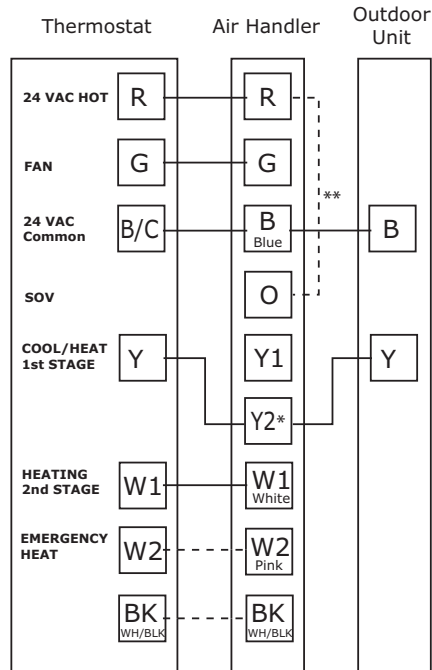 Thermostat
Air Handler
Outdoor
Unit
24 VAC HOT
R
R
FAN
G
G
**
24 VAC
Common
B/C
B
Blue
B
SOV
O
COOL/HEAT
1st STAGE
Y
Y1
Y
Y2*
HEATING
2nd STAGE
W1
W1
White
EMERGENCY
HEAT
W2
W2
Pink
BK
WH/BLK
BK
WH/BLK